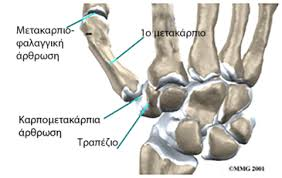 Μετακαρπιο-
φαλαγγική
άρθρωση
1ο μετακάρπιο
Καρπομετακάρπια
άρθρωση
Τραπέζιο
©MMG 2001